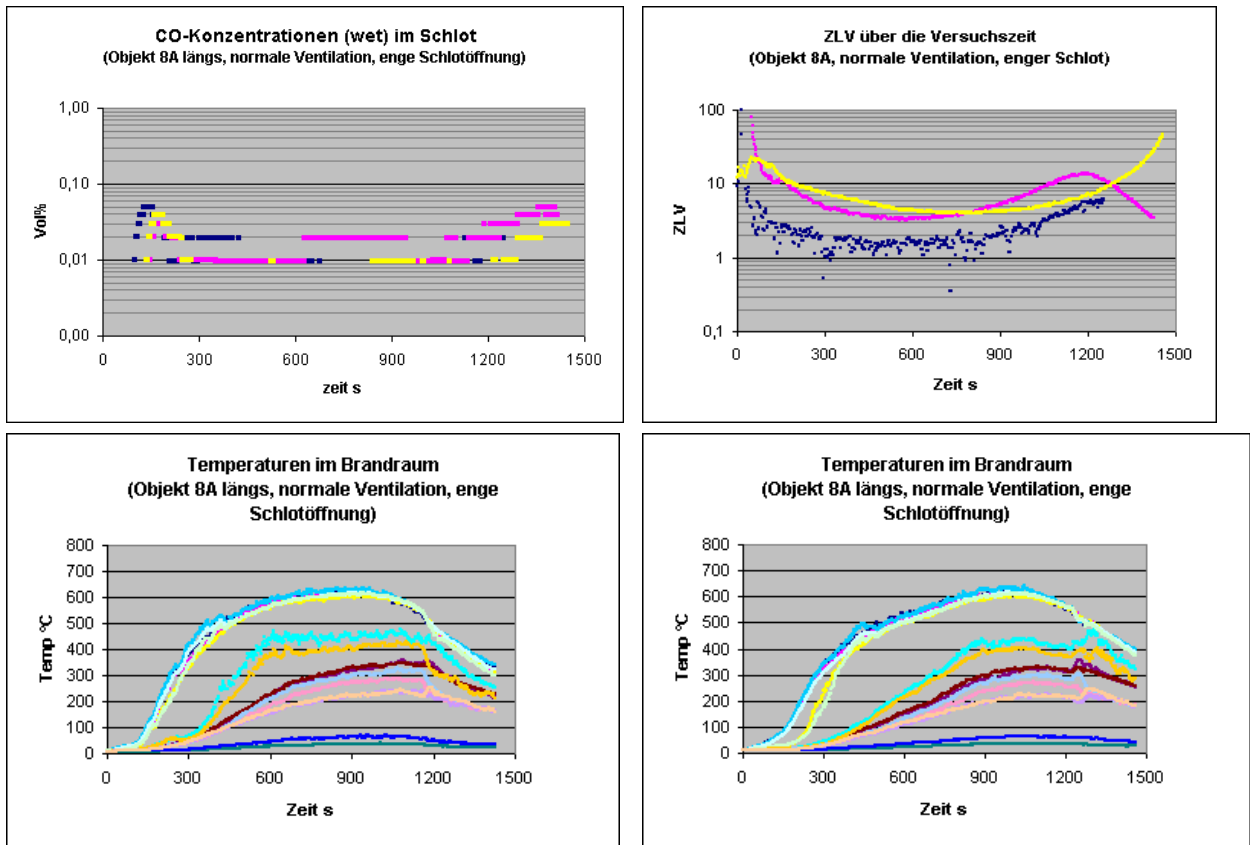 CO-Konzentrationen (wet) im Schlot
(Objekt 8A längs, normale Ventilation, enge Schlotöffnung)
1,00
0,10
0,01
0,00
Vol%
0 300 600 900 1200 1500
zeit s
ZLV über die Versuchszeit
(Objekt 8A, normale Ventilation, enger Schlot)
100
10
1
0,1
ZLV
0 300 600 900 1200 1500
Zeit s
Temperaturen im Brandraum
(Objekt 8A längs, normale Ventilation, enge
Schlotöffnung)
800
700
600
500
400
300
200
100
0
Temp °C
0 300 600 900 1200 1500
Zeit s
Temperaturen im Brandraum
(Objekt 8A längs, normale Ventilation, enge
Schlotöffnung)
800
700
600
500
400
300
200
100
0
Temp °C
0 300 600 900 1200 1500
Zeit s